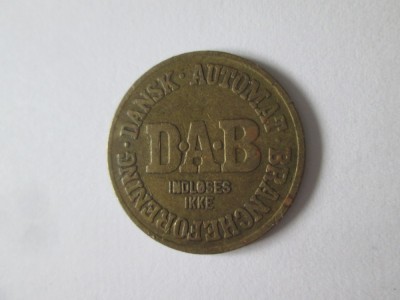 DANSK · AUTOMAT · BRANCHEFORENING ·
D·A·B
INDLØSES
IKKE